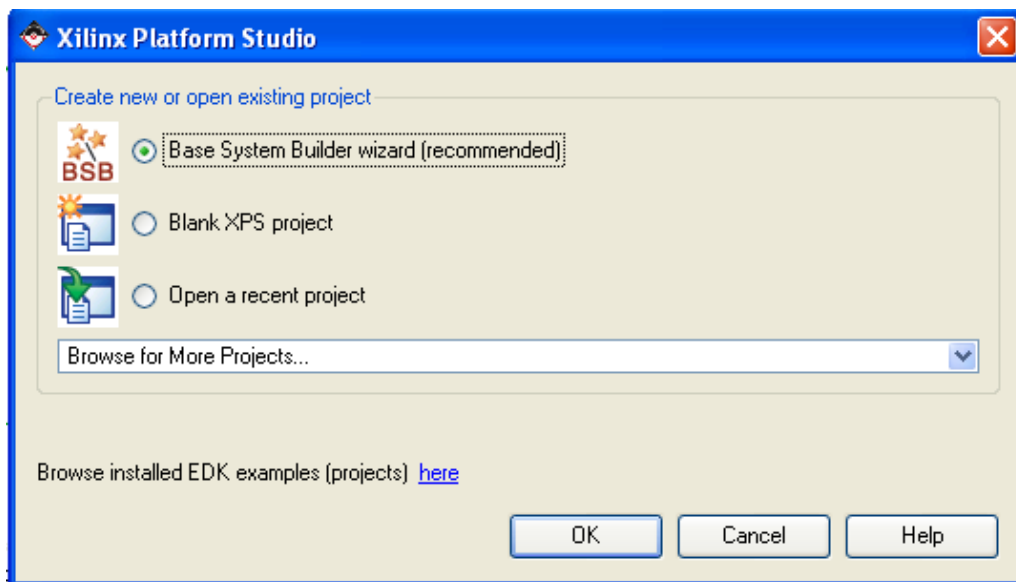 Xilinx Platform Studio
Create new or open existing project
BSB
Base System Builder wizard (recommended)
Blank XPS project
Open a recent project
Browse for More Projects...
Browse installed EDK examples (projects) here
OK Cancel Help